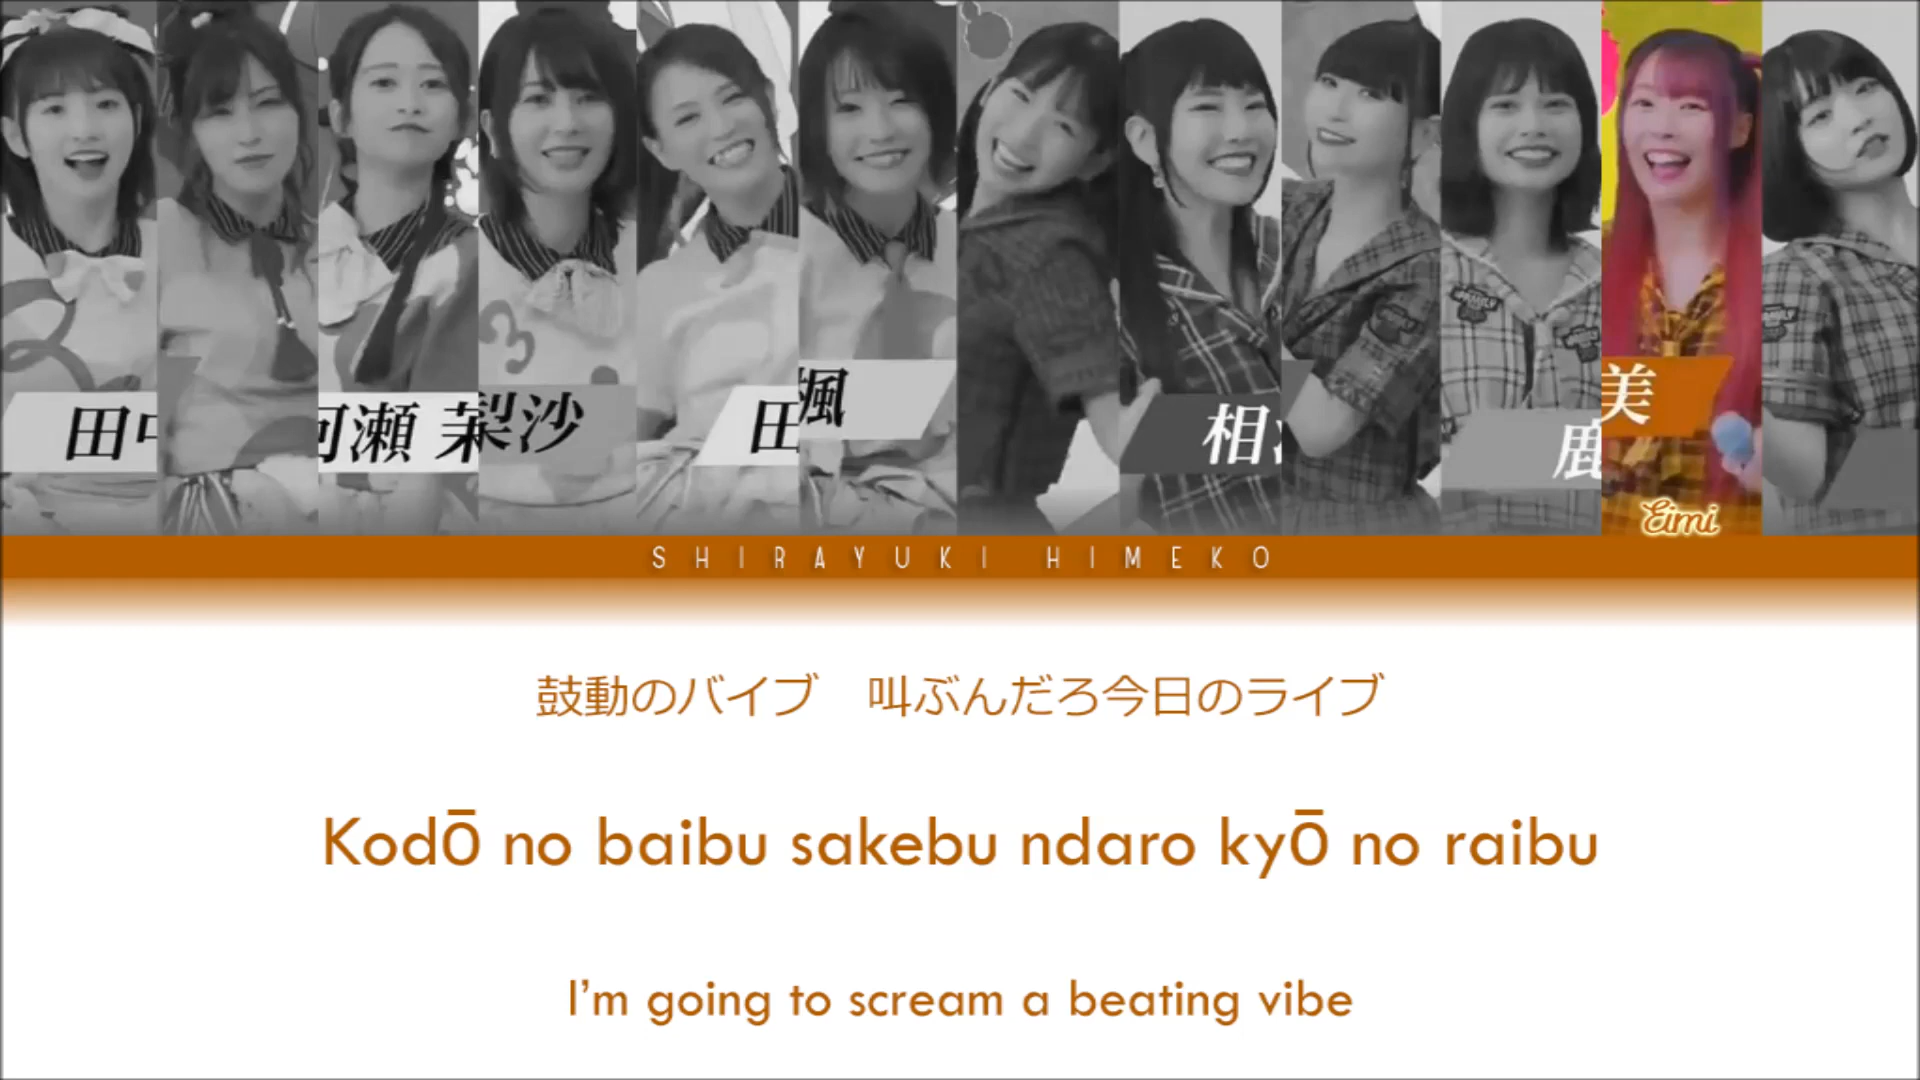 田中
河瀬 茉
梨沙
田
楓
相
鹿
美
Eimi
SHIRAYUKI HIMEKO
鼓動のバイブ　叫ぶんだろ今日のライブ
Kodō no baibu sakebu ndaro kyō no raibu
I'm going to scream a beating vibe